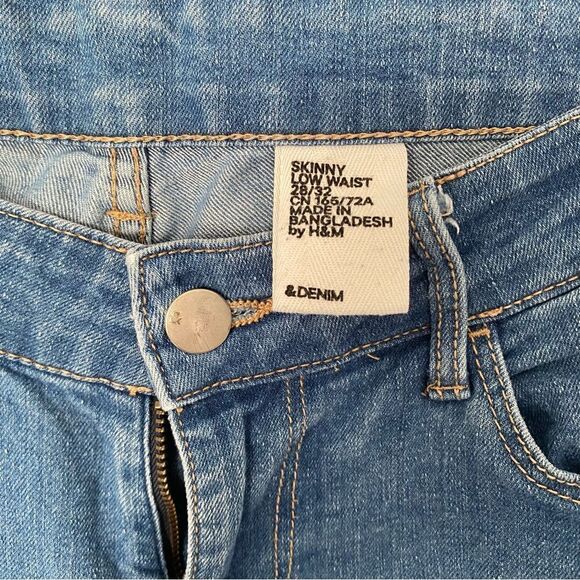 SKINNY
LOW WAIST
28/32
CN 165/72A
MADE IN
BANGLADESH
by H&M
&DENIM